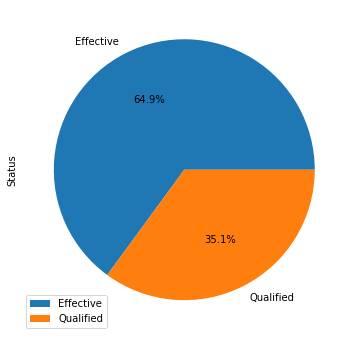 Effective
64.9%
Status
35.1%
Qualified
Effective
Qualified